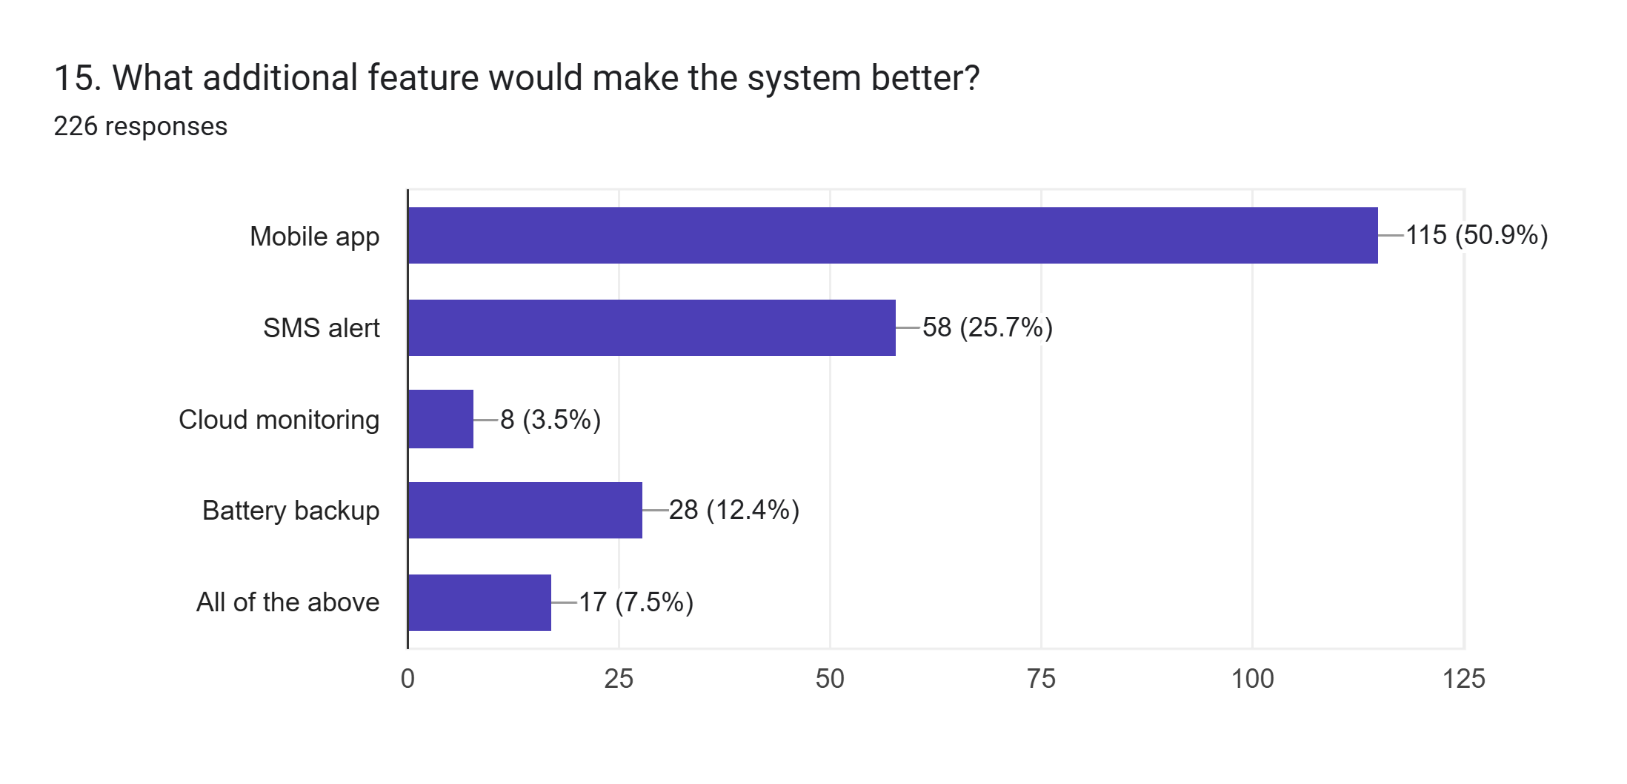 15. What additional feature would make the system better?
226 responses
Mobile app 115 (50.9%)
SMS alert 58 (25.7%)
Cloud monitoring 8 (3.5%)
Battery backup 28 (12.4%)
All of the above 17 (7.5%)
0 25 50 75 100 125